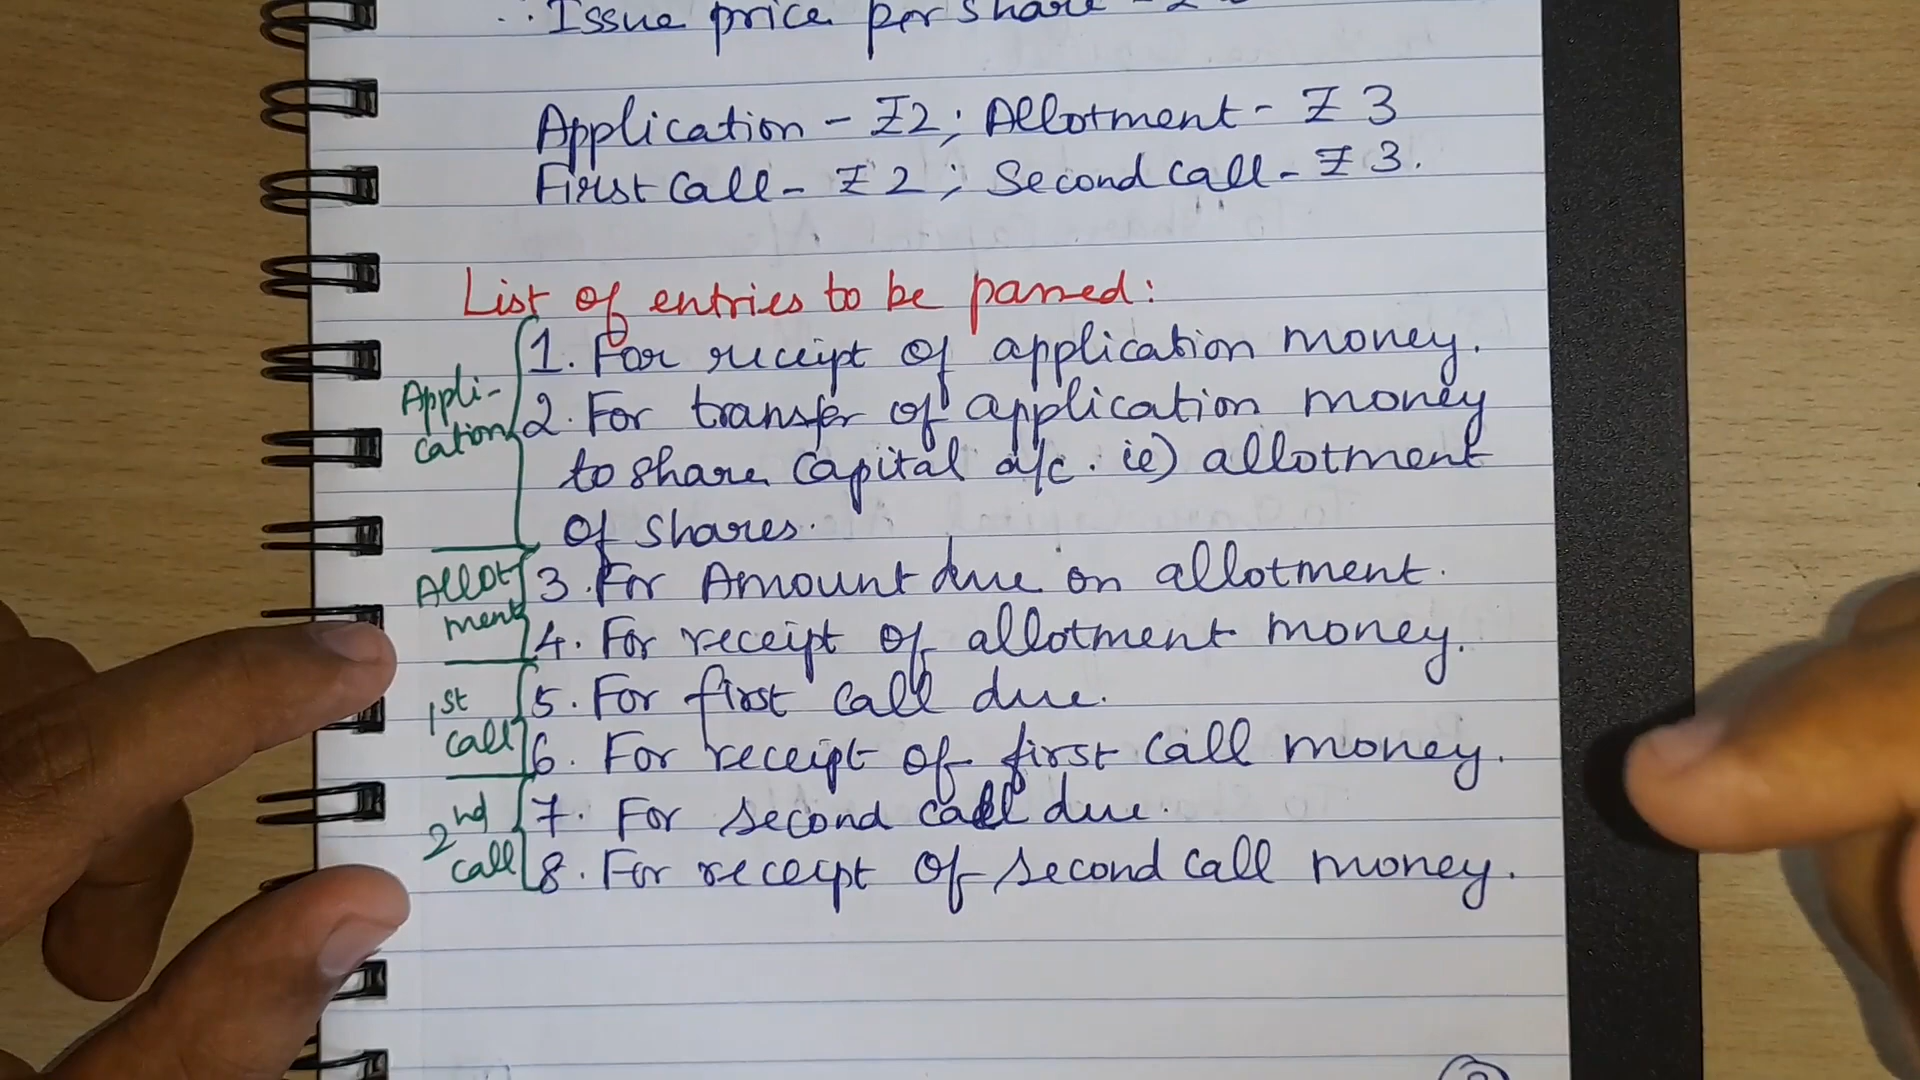 ∴ Issue price per share -
Application - ₹2; Allotment - ₹ 3
First Call - ₹ 2; Second Call - ₹ 3.
List of entries to be passed:
1. For receipt of application money.
Appli-
cation
2. For transfer of application money
to share Capital a/c. ie) allotment
of shares.
Allot
ment
3. For Amount due on allotment.
4. For receipt of allotment money.
1st
call
5. For first call due.
6. For receipt of first call money.
2nd
call
7. For second call due.
8. For receipt of second call money.